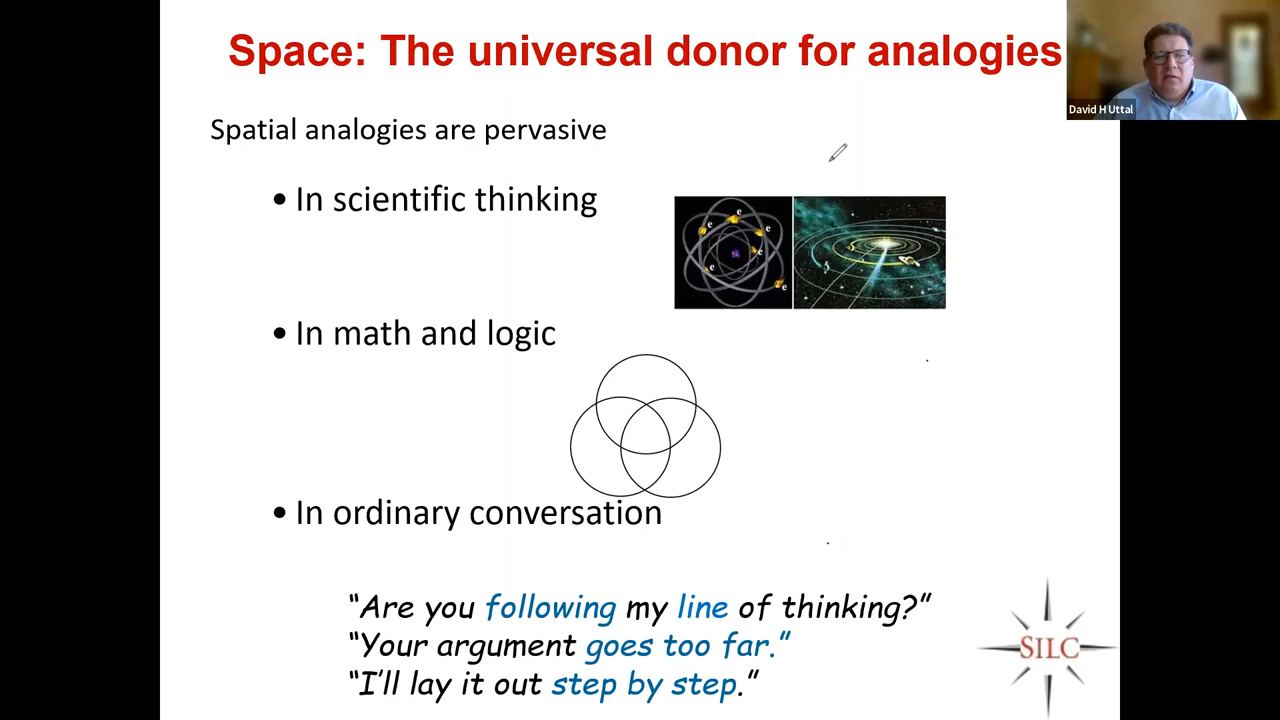 Space: The universal donor for analogies
David H Uttal
Spatial analogies are pervasive
• In scientific thinking
e
e
e
e
e
e
• In math and logic
• In ordinary conversation
“Are you following my line of thinking?”
“Your argument goes too far.”
“I’ll lay it out step by step.”
SILC